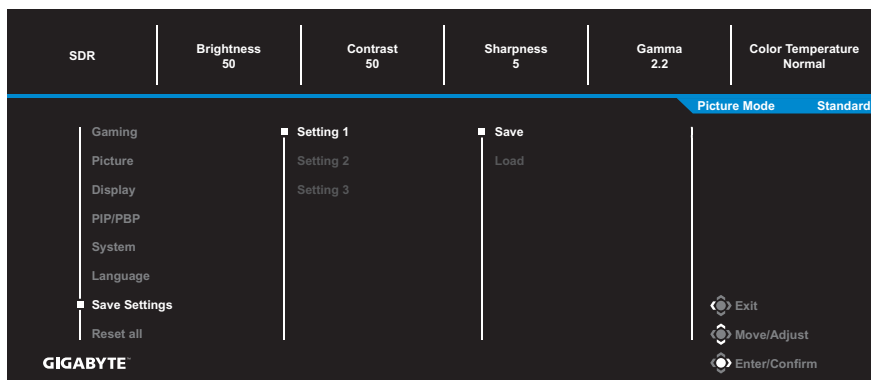 SDR
Brightness
50
Contrast
50
Sharpness
5
Gamma
2.2
Color Temperature
Normal
Picture Mode Standard
Gaming
Picture
Display
PIP/PBP
System
Language
Save Settings
Reset all
Setting 1
Setting 2
Setting 3
Save
Load
Exit
Move/Adjust
Enter/Confirm
GIGABYTE™